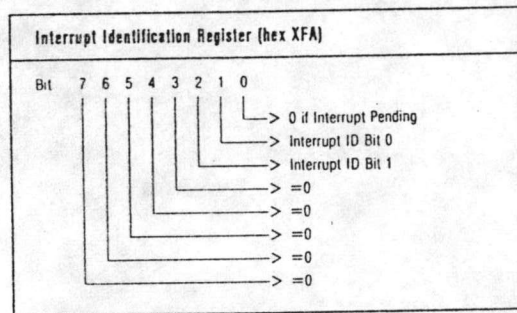 Interrupt Identification Register (hex XFA)
Bit 7 6 5 4 3 2 1 0
> 0 if Interrupt Pending
> Interrupt ID Bit 0
> Interrupt ID Bit 1
> =0
> =0
> =0
> =0
> =0